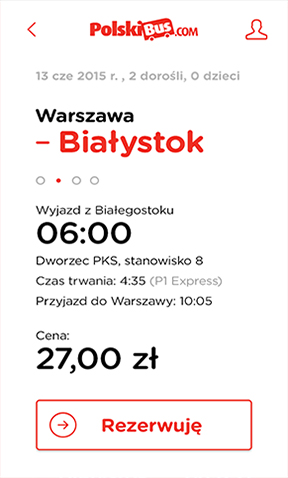 PolskiBus.COM
13 cze 2015 r. , 2 dorośli, 0 dzieci
Warszawa
– Białystok
Wyjazd z Białegostoku
06:00
Dworzec PKS, stanowisko 8
Czas trwania: 4:35 (P1 Express)
Przyjazd do Warszawy: 10:05
Cena:
27,00 zł
Rezerwuję